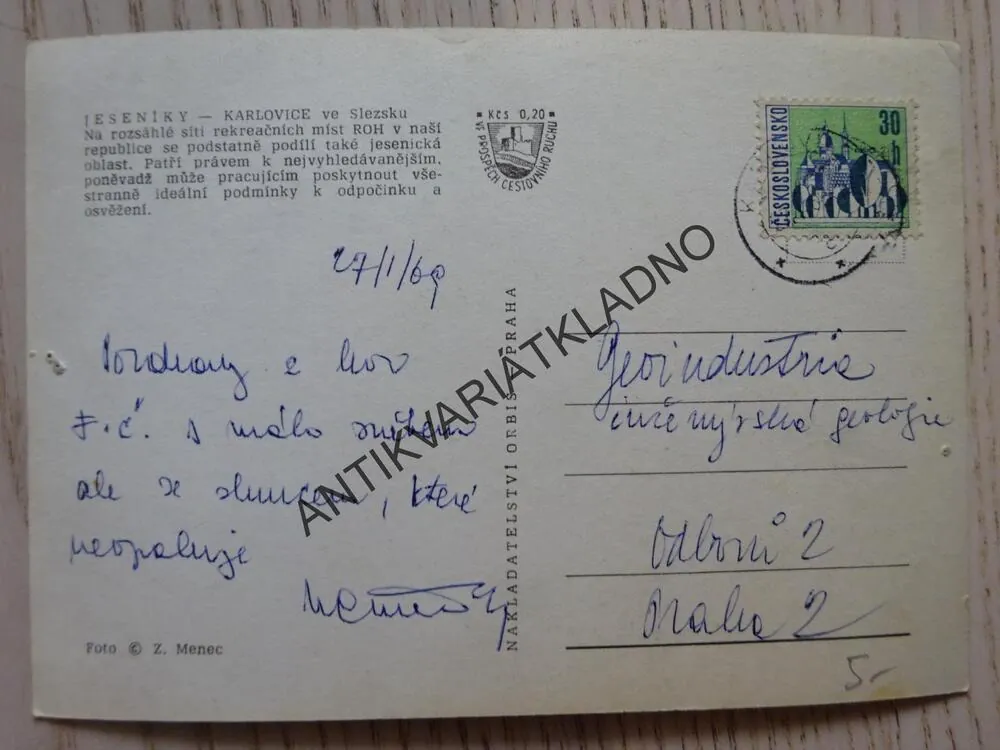 JESENÍKY — KARLOVICE ve Slezsku
Na rozsáhlé síti rekreačních míst ROH v naší
republice se podstatně podílí také jesenická
oblast. Patří právem k nejvyhledávanějším,
poněvadž může pracujícím poskytnout vše-
stranně ideální podmínky k odpočinku a
osvěžení.
Kčs 0,20
VE PROSPĚCH CESTOVNÍHO RUCHU
ČESKOSLOVENSKO
30
h
27/1/69
Pozdravy z hor
s málo sněhem
ale se sluncem, které
neopaluje
Foto © Z. Menec
NAKLADATELSTVÍ ORBIS PRAHA
Geoindustria
inženýrská geologie
Odborů 2
Praha 2
5,-
ANTIKVARIÁTKLADNO